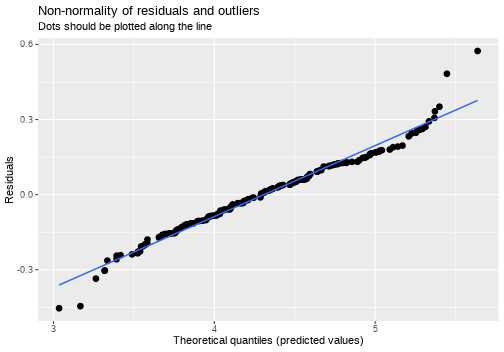 Non-normality of residuals and outliers
Dots should be plotted along the line
0.6
0.3
0.0
-0.3
Residuals
3
4
5
Theoretical quantiles (predicted values)